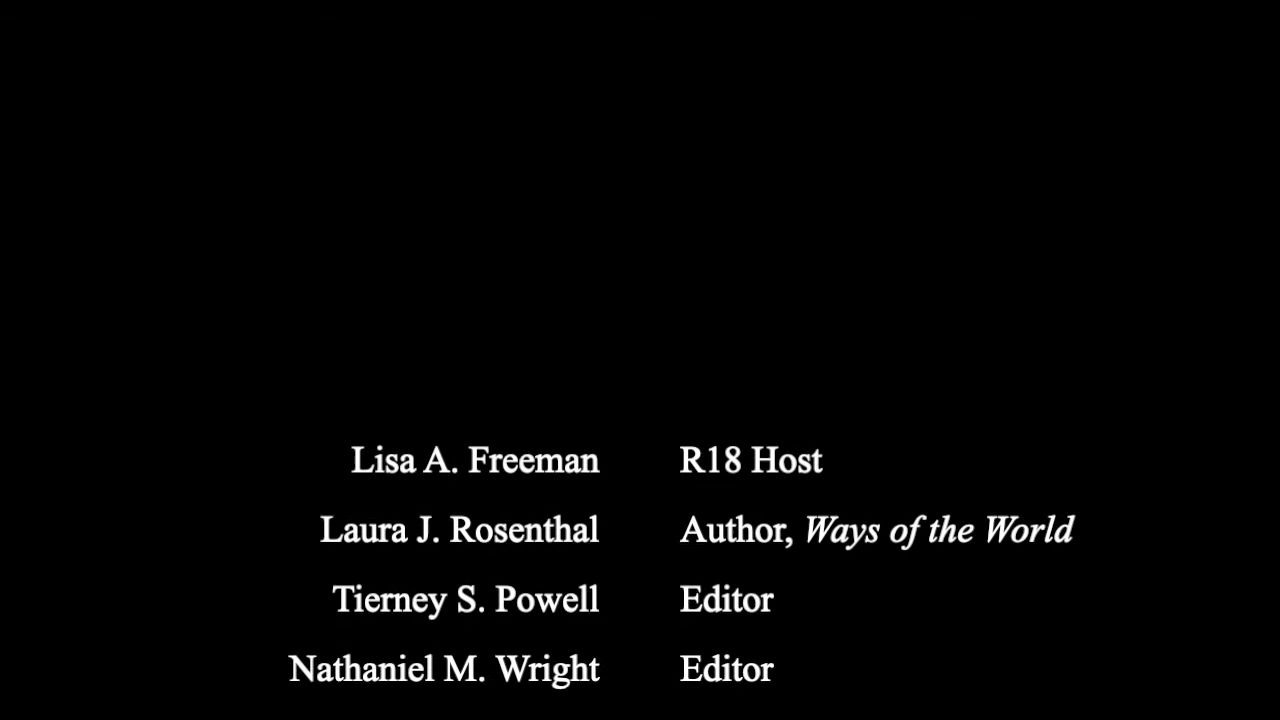 Lisa A. Freeman R18 Host
Laura J. Rosenthal Author, Ways of the World
Tierney S. Powell Editor
Nathaniel M. Wright Editor